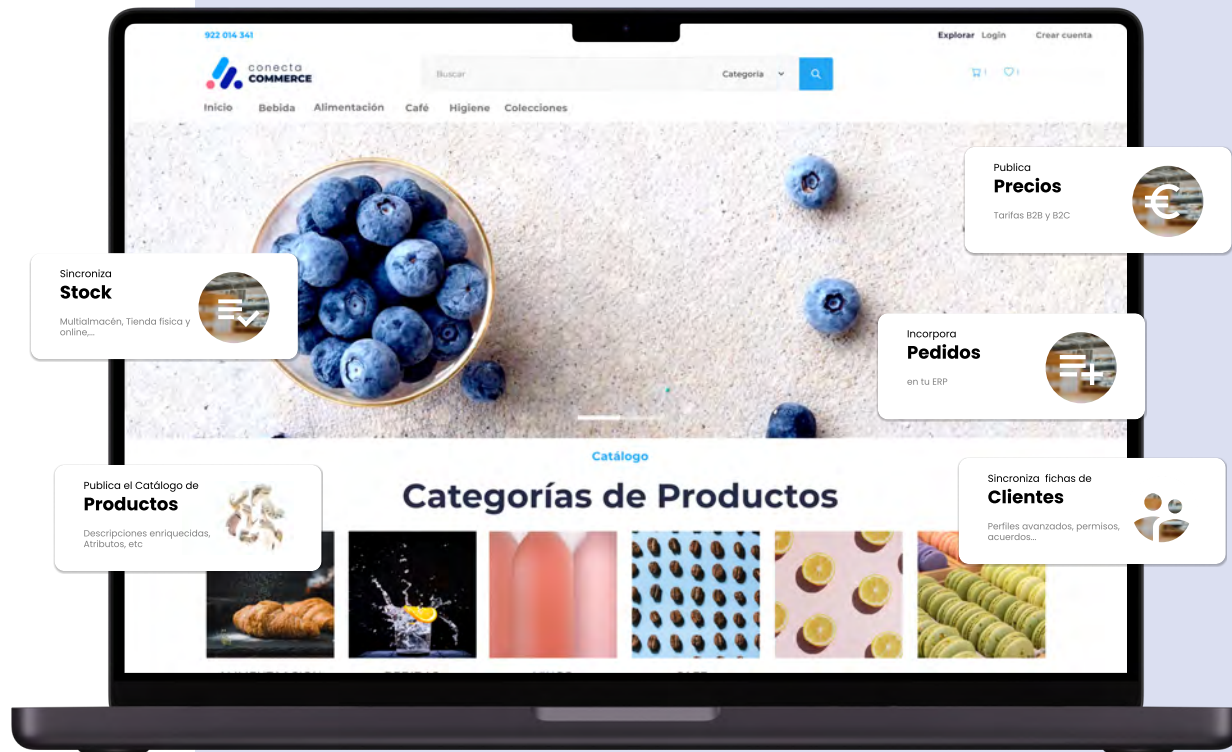 922 014 341
Explorar Login Crear cuenta
conecta
COMMERCE
Buscar
Categoria
Inicio Bebida Alimentación Café Higiene Colecciones
Publica
Precios
Tarifas B2B y B2C
Sincroniza
Stock
Multialmacén, Tienda fisica y
online,...
Incorpora
Pedidos
en tu ERP
Catálogo
Categorías de Productos
Publica el Catálogo de
Productos
Descripciones enriquecidas,
Atributos, etc
Sincroniza fichas de
Clientes
Perfiles avanzados, permisos,
acuerdos...